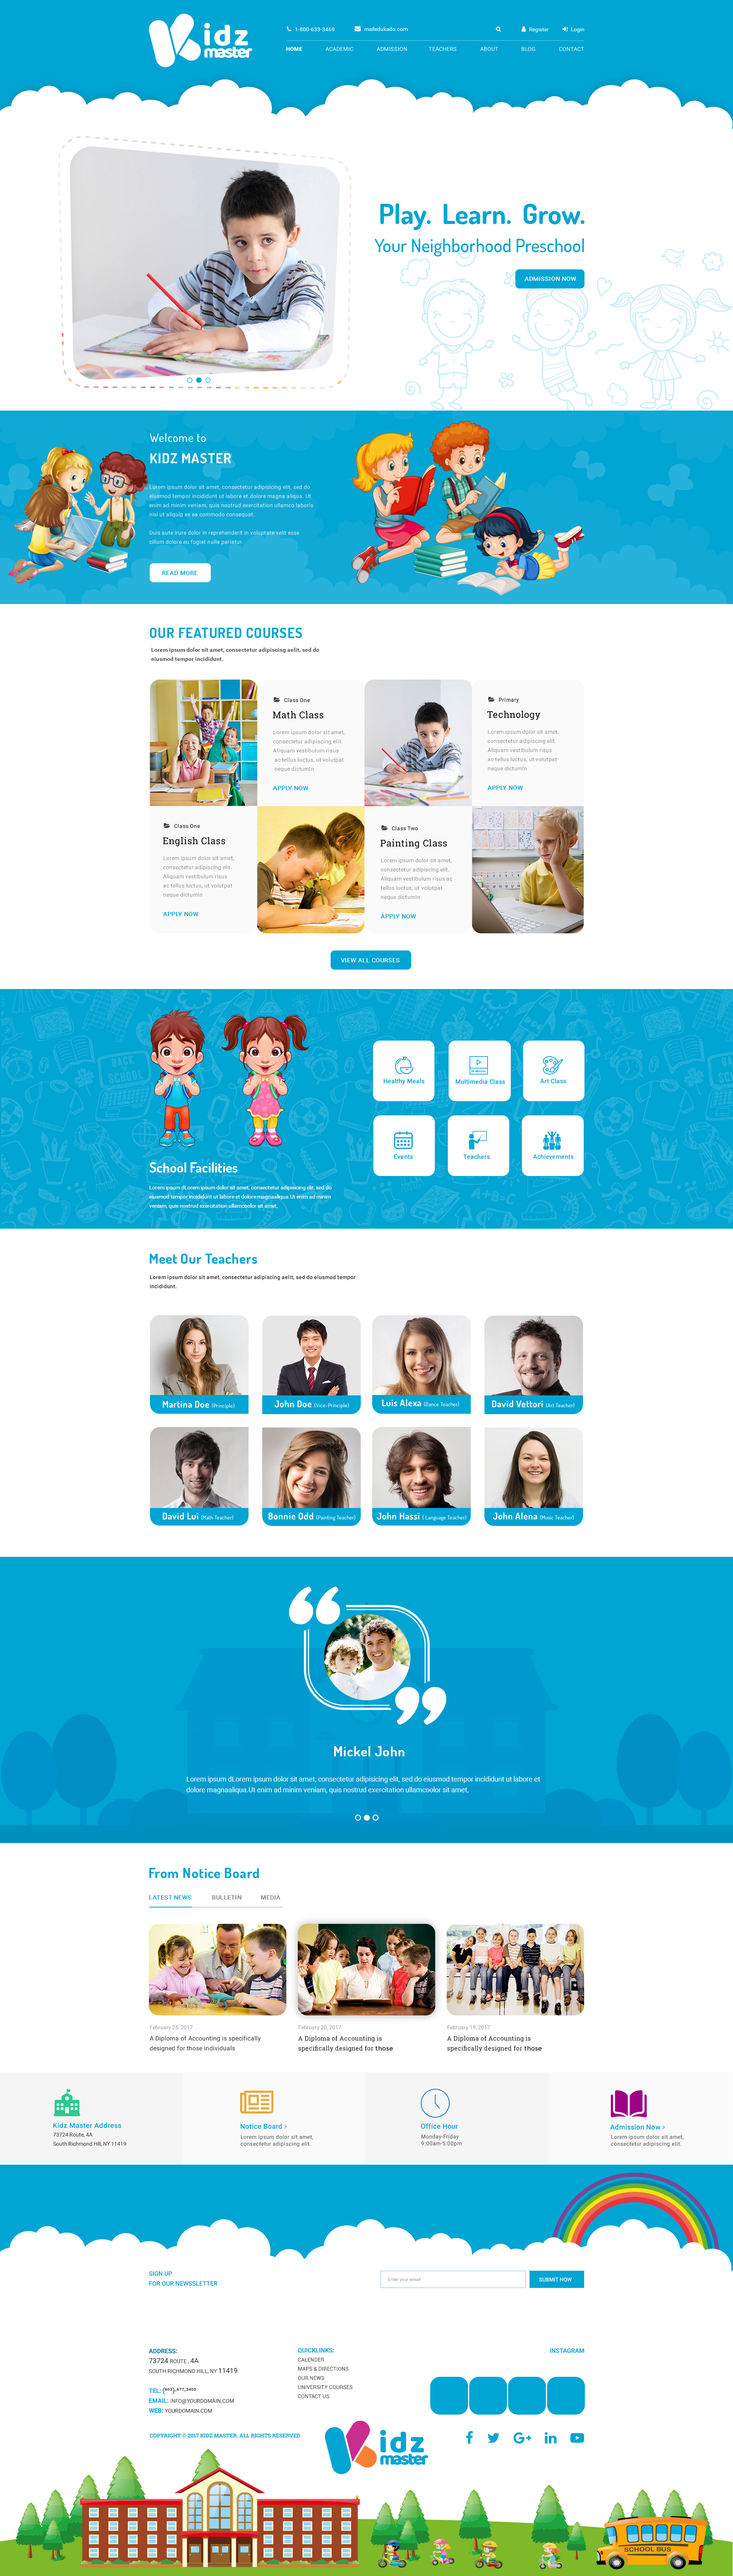 Kidz master
1-800-633-3469 mailedukado.com Register Login
HOME ACADEMIC ADMISSION TEACHERS ABOUT BLOG CONTACT
Play. Learn. Grow.
Your Neighborhood Preschool
ADMISSION NOW
Welcome to
KIDZ MASTER
Lorem ipsum dolor sit amet, consectetur adipisicing elit, sed do
eiusmod tempor incididunt ut labore et dolore magna aliqua. Ut
enim ad minim veniam, quis nostrud exercitation ullamco laboris
nisi ut aliquip ex ea commodo consequat.
Duis aute irure dolor in reprehenderit in voluptate velit esse
cillum dolore eu fugiat nulla pariatur.
READ MORE
OUR FEATURED COURSES
Lorem ipsum dolor sit amet, consectetur adipisicing aelit, sed do
eiusmod tempor incididunt.
Class One
Math Class
Lorem ipsum dolor sit amet,
consectetur adipiscing elit.
Aliquam vestibulum risus
ac tellus luctus, ut volutpat
neque dictumin
APPLY NOW
Primary
Technology
Lorem ipsum dolor sit amet,
consectetur adipiscing elit.
Aliquam vestibulum risus
ac tellus luctus, ut volutpat
neque dictumin
APPLY NOW
Class One
English Class
Lorem ipsum dolor sit amet,
consectetur adipiscing elit.
Aliquam vestibulum risus
ac tellus luctus, ut volutpat
neque dictumin
APPLY NOW
Class Two
Painting Class
Lorem ipsum dolor sit amet,
consectetur adipiscing elit.
Aliquam vestibulum risus ac
tellus luctus, ut volutpat
neque dictumin
APPLY NOW
VIEW ALL COURSES
BACK
SCHOOL
Healthy Meals
Multimedia Class
Art Class
Events
Teachers
Achievements
School Facilities
Lorem ipsum dLorem ipsum dolor sit amet, consectetur adipisicing elit, sed do
eiusmod tempor incididunt ut labore et dolore magnaaliqua.Ut enim ad minim
veniam, quis nostrud exercitation ullamcoolor sit amet,
Meet Our Teachers
Lorem ipsum dolor sit amet, consectetur adipiscing aelit, sed do eiusmod tempor
incididunt.
Martina Doe (Principle)
John Doe (Vice-Principle)
Luis Alexa (Dance Teacher)
David Vettori (Art Teacher)
David Lui (Math Teacher)
Bonnie Odd (Painting Teacher)
John Hassi ( Language Teacher)
John Alena (Music Teacher)
Mickel John
Lorem ipsum dLorem ipsum dolor sit amet, consectetur adipisicing elit, sed do eiusmod tempor incididunt ut labore et
dolore magnaaliqua.Ut enim ad minim veniam, quis nostrud exercitation ullamcoolor sit amet,
From Notice Board
LATEST NEWS BULLETIN MEDIA
February 25, 2017
A Diploma of Accounting is specifically
designed for those individuals
February 20, 2017
A Diploma of Accounting is
specifically designed for those
February 19, 2017
A Diploma of Accounting is
specifically designed for those
Kidz Master Address
73724 Route, 4A
South Richmond Hill, NY 11419
Notice Board >
Lorem ipsum dolor sit amet,
consectetur adipiscing elit.
Office Hour
Monday-Friday
9:00am-5:00pm
Admission Now >
Lorem ipsum dolor sit amet,
consectetur adipiscing elit.
SIGN UP
FOR OUR NEWSSLETTER
Enter your email
SUBMIT NOW
ADDRESS:
73724 ROUTE , 4A
SOUTH RICHMOND HILL, NY 11419
EMAIL: INFO@YOURDOMAIN.COM
WEB: YOURDOMAIN.COM
QUICKLINKS:
CALENDER
MAPS & DIRECTIONS
OUR NEWS
UNIVERSITY COURSES
CONTACT US
INSTAGRAM
COPYRIGHT © 2017 KIDZ MASTER. ALL RIGHTS RESERVED
Kidz master
SCHOOL BUS